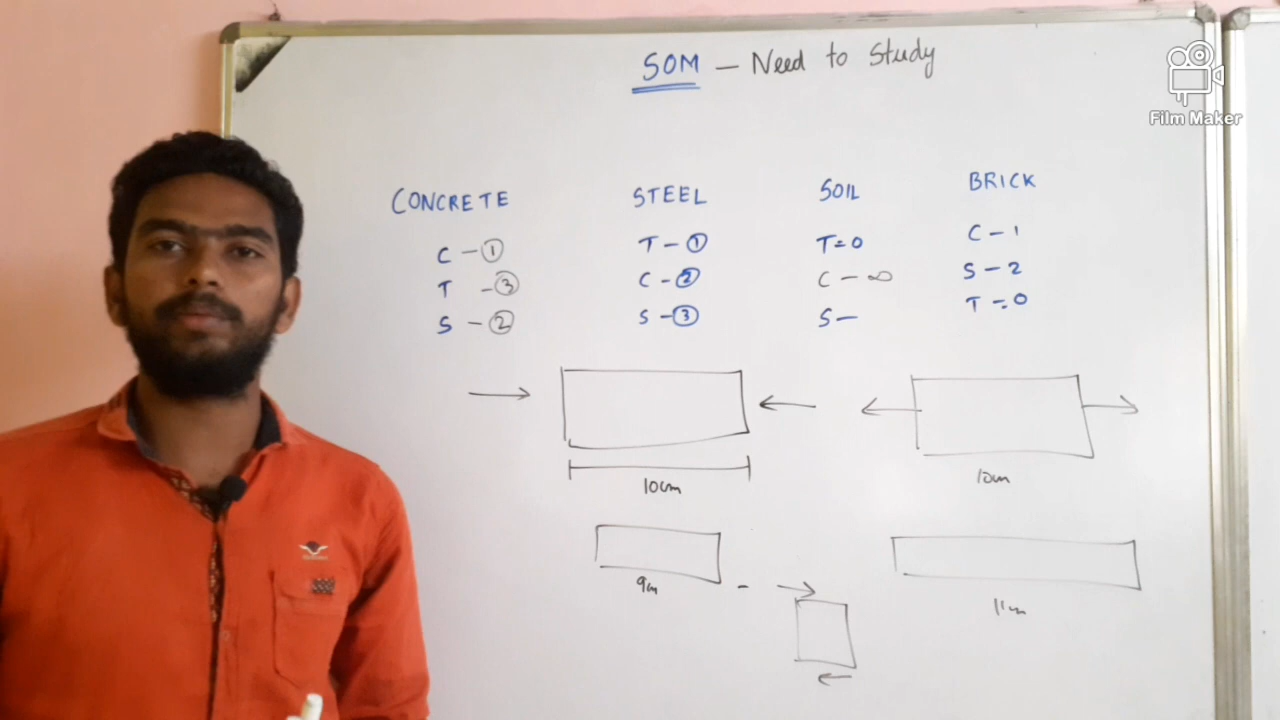 SOM — Need to Study
Film Maker
CONCRETE
C - ①
T - ③
S - ②
STEEL
T - ①
C - ②
S - ③
SOIL
T = 0
C - ∞
S -
BRICK
C - 1
S - 2
T = 0
10cm
10cm
9cm
11cm